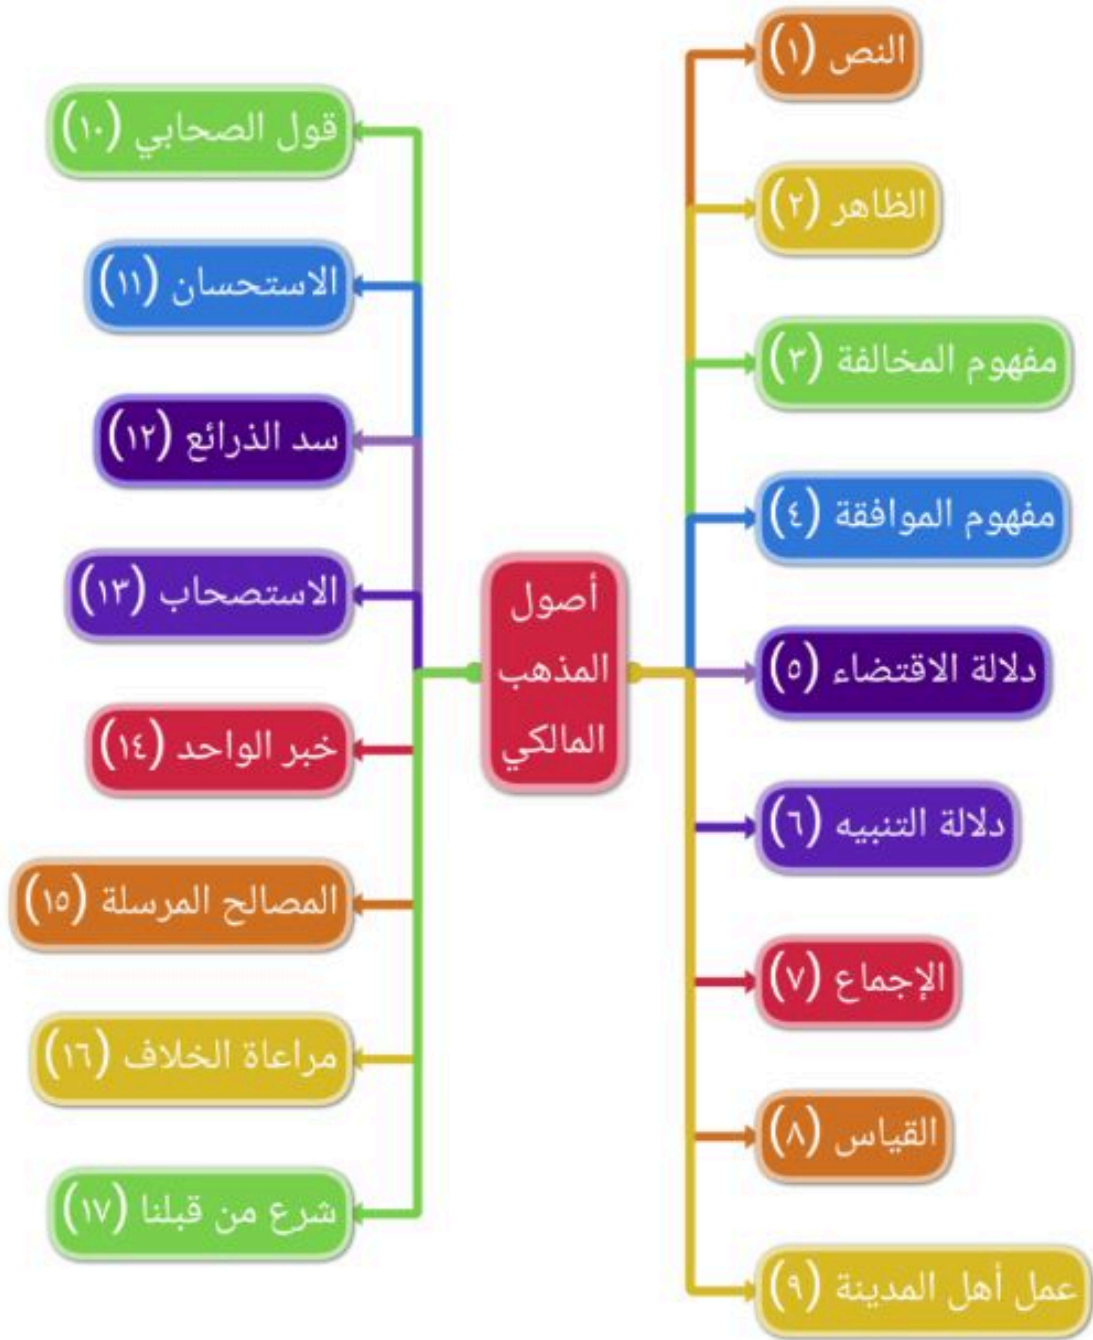 أصول
المذهب
المالكي
النص (١)
الظاهر (٢)
مفهوم المخالفة (٣)
مفهوم الموافقة (٤)
دلالة الاقتضاء (٥)
دلالة التنبيه (٦)
الإجماع (٧)
القياس (٨)
عمل أهل المدينة (٩)
قول الصحابي (١٠)
الاستحسان (١١)
سد الذرائع (١٢)
الاستصحاب (١٣)
خبر الواحد (١٤)
المصالح المرسلة (١٥)
مراعاة الخلاف (١٦)
شرع من قبلنا (١٧)